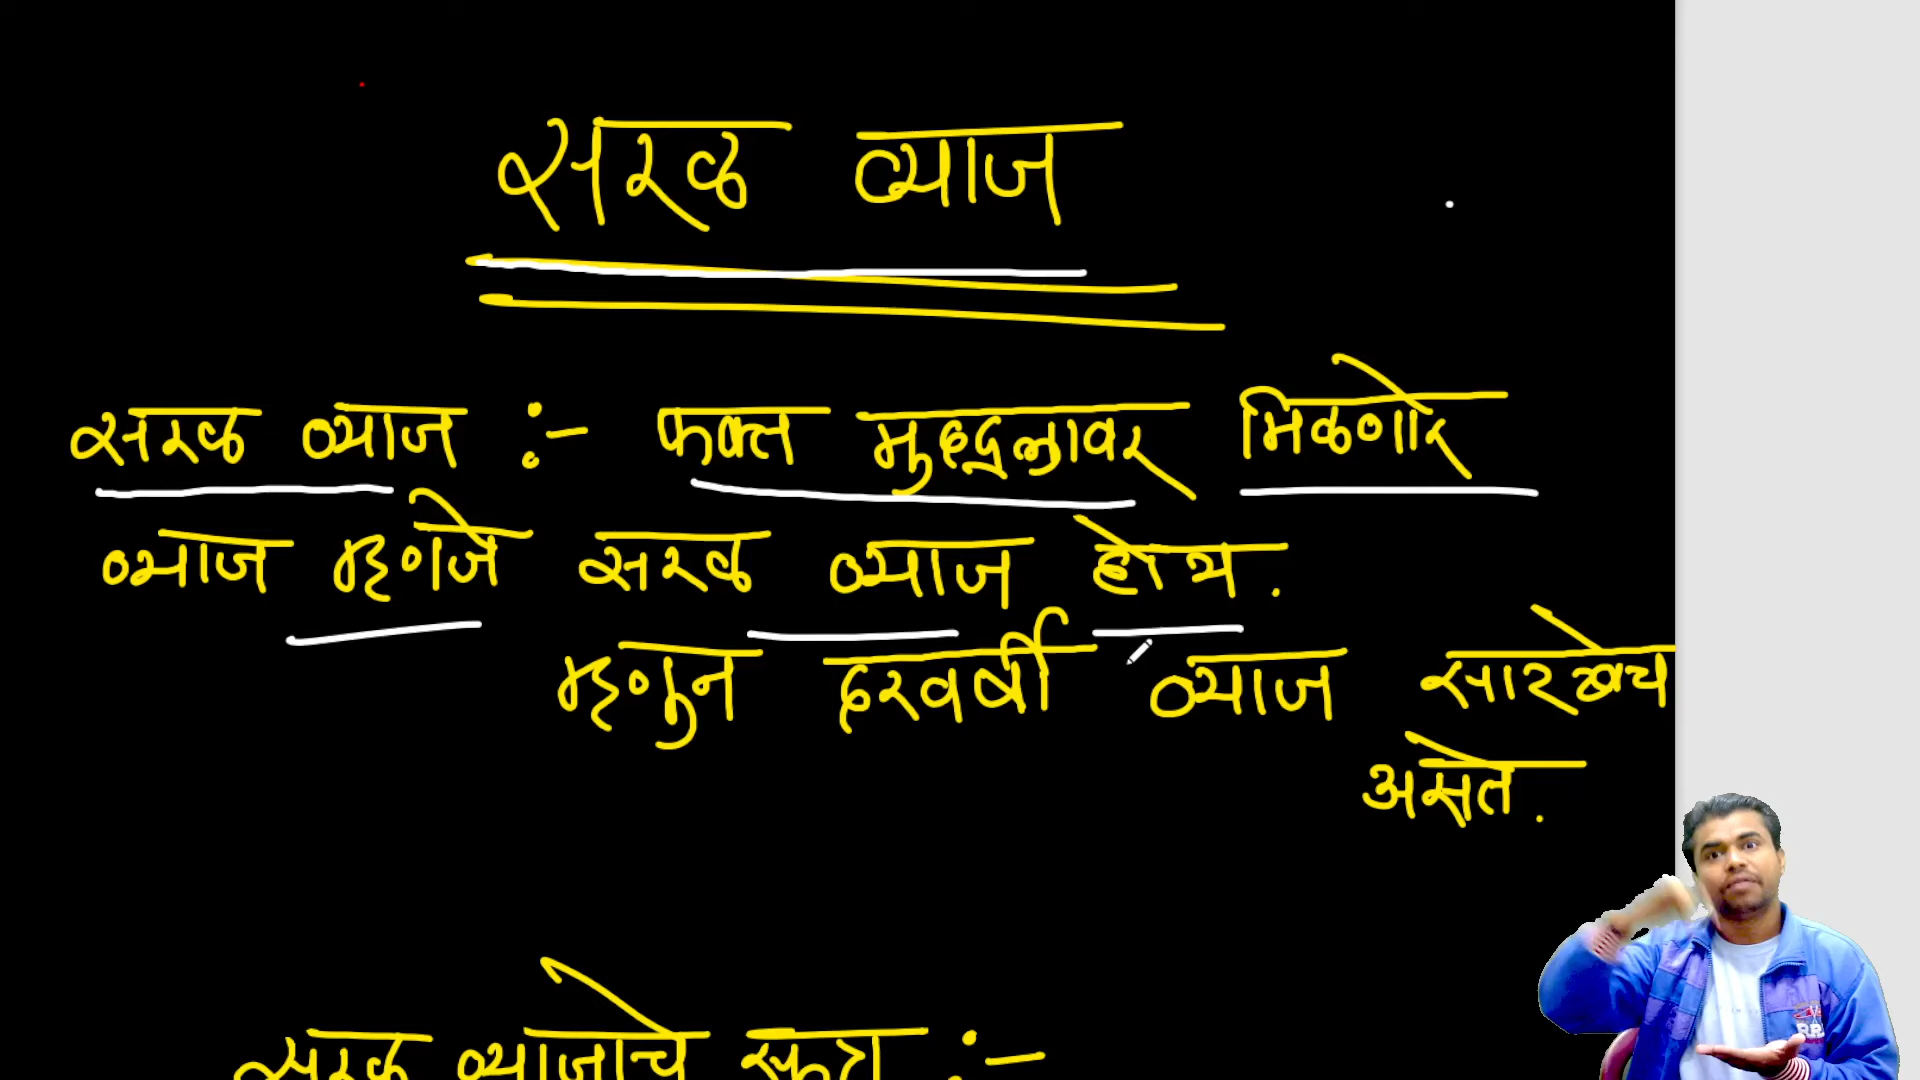 सरळ व्याज
सरळ व्याज :- फक्त मुद्दलावर मिळणारे
व्याज म्हणजे सरळ व्याज होय.
म्हणुन दरवर्षी व्याज सारखेच
असते.
सरळ व्याजाचे सूत्र :-